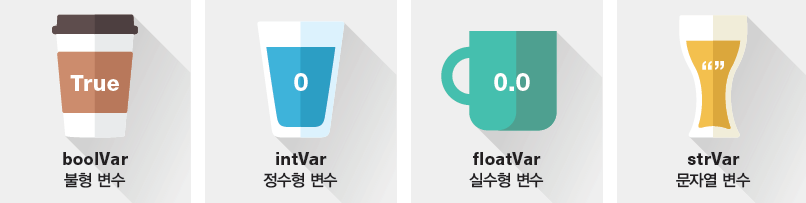 True
boolVar
불형 변수
0
intVar
정수형 변수
0.0
floatVar
실수형 변수
“”
strVar
문자열 변수